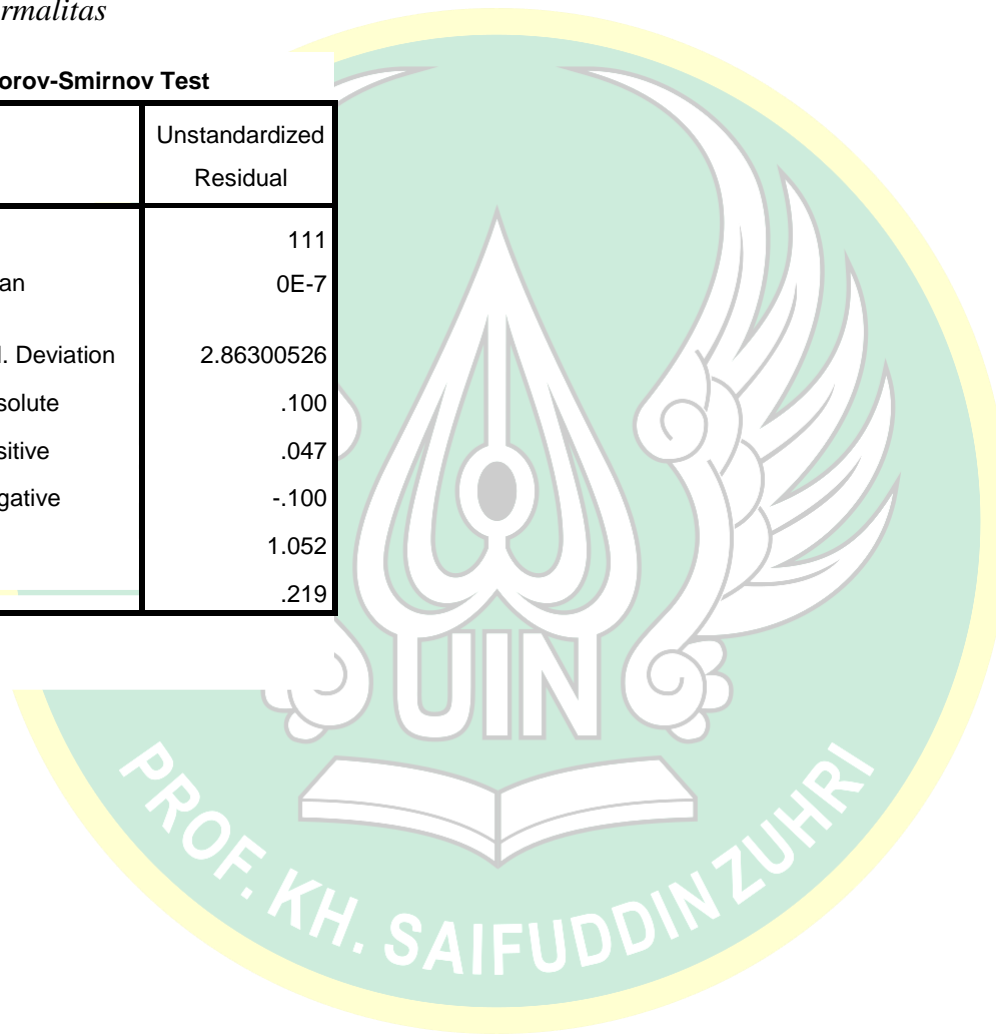 rmalitas
orov-Smirnov Test
Unstandardized
Residual
111
an 0E-7
l. Deviation 2.86300526
solute .100
sitive .047
gative -.100
1.052
.219
UIN
PROF. KH. SAIFUDDIN ZUHRI